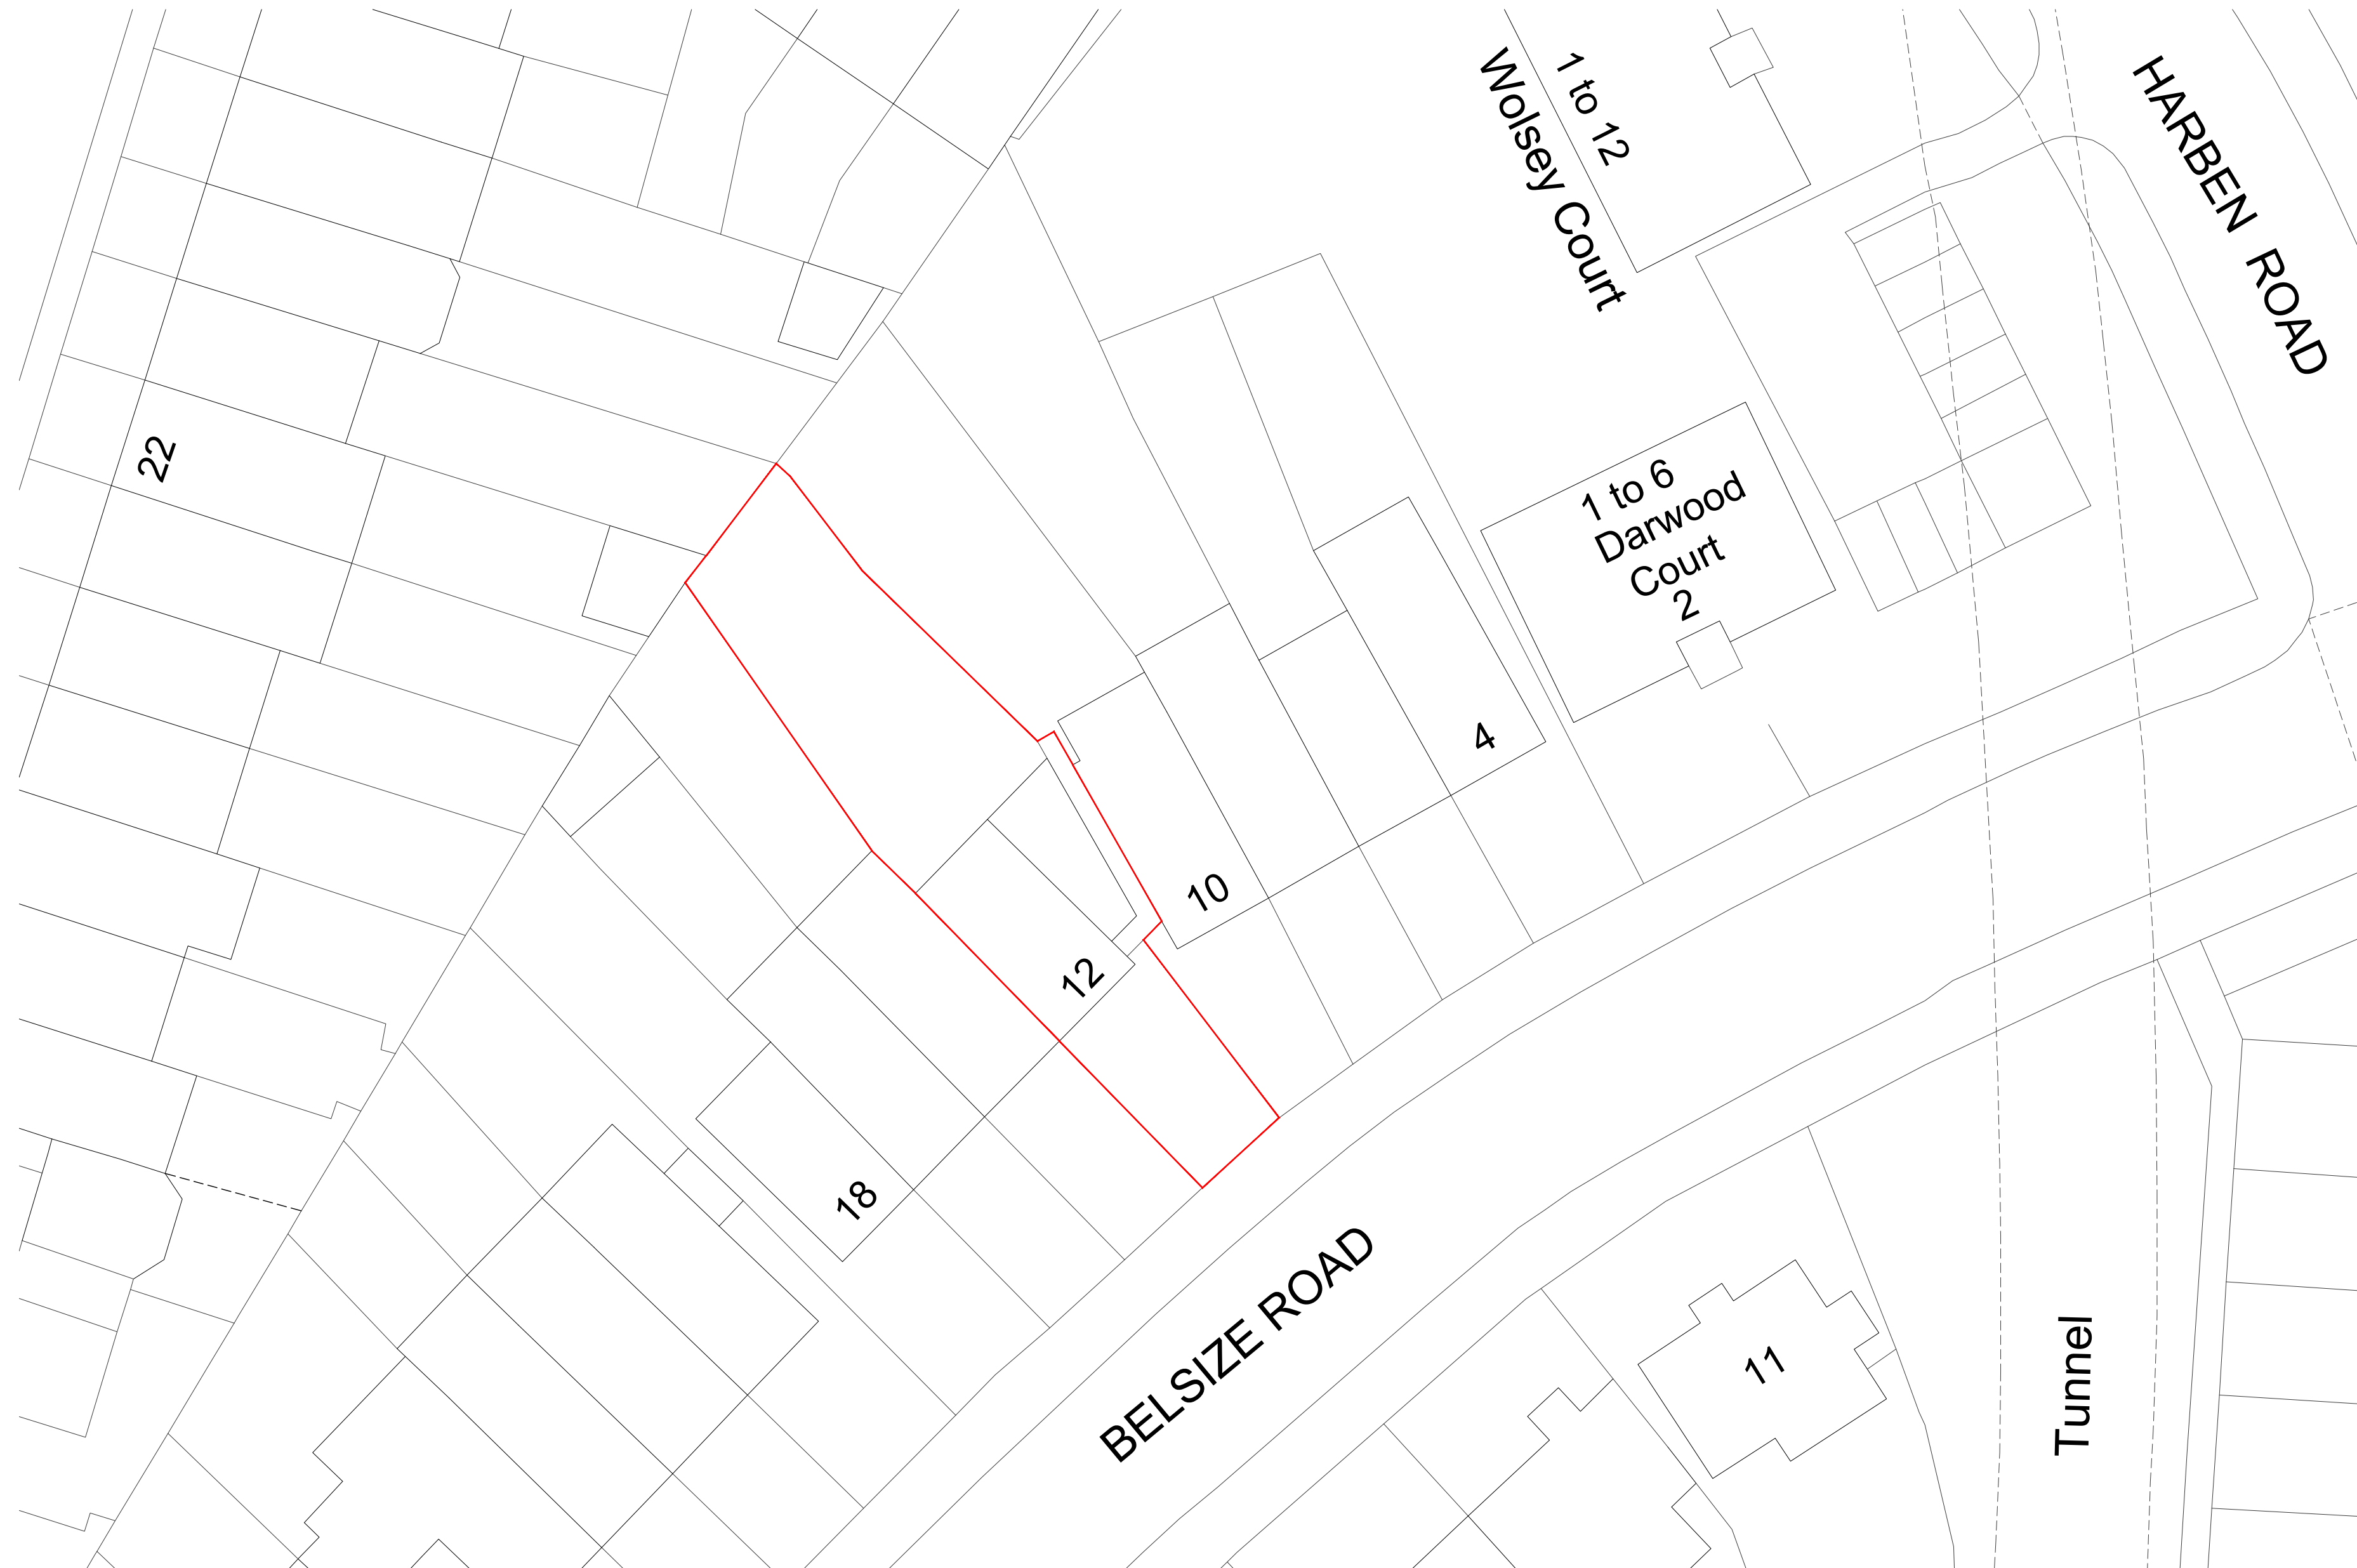 1 to 12
Wolsey Court
HARBEN ROAD
22
1 to 6
Darwood
Court
2
4
10
12
18
BELSIZE ROAD
11
Tunnel